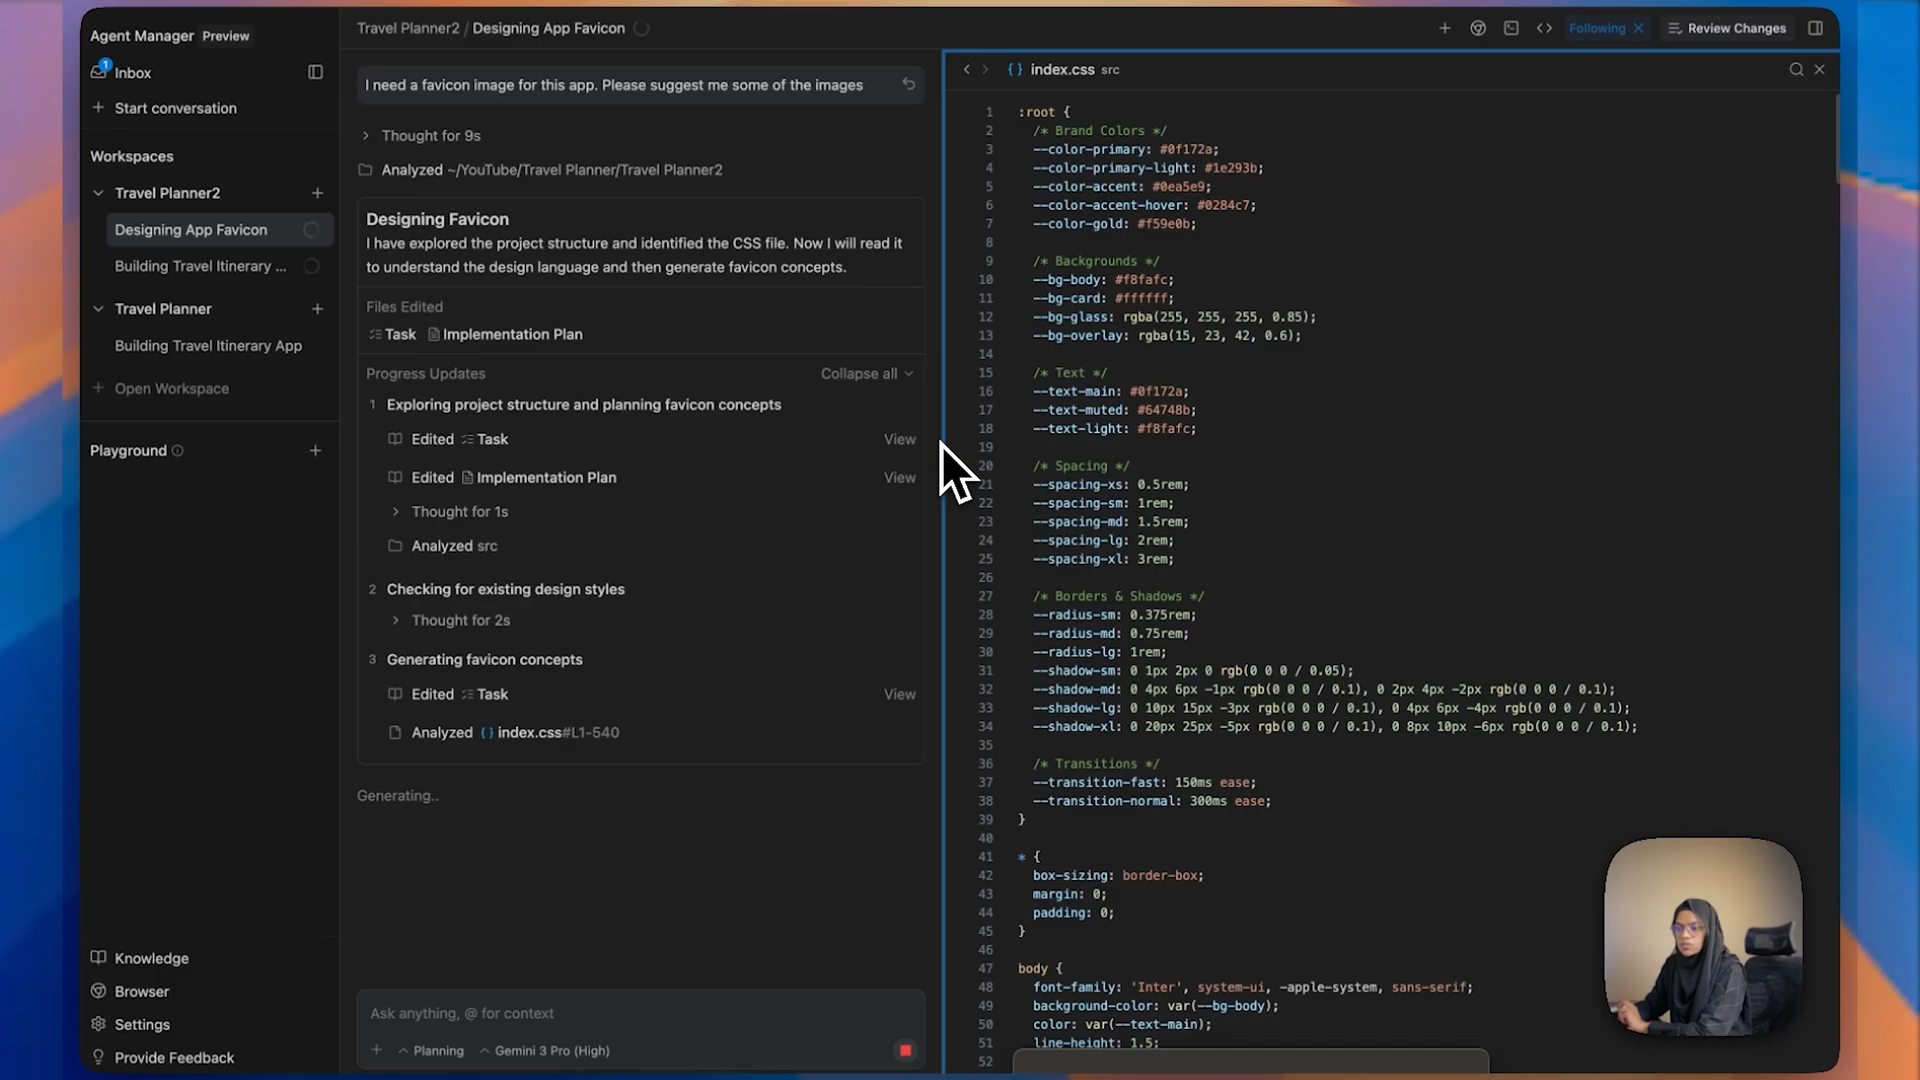 Agent Manager Preview
1
Inbox
Start conversation
Workspaces
Travel Planner2
Designing App Favicon
Building Travel Itinerary ...
Travel Planner
Building Travel Itinerary App
Open Workspace
Playground
Knowledge
Browser
Settings
Provide Feedback
Travel Planner2 / Designing App Favicon
I need a favicon image for this app. Please suggest me some of the images
Thought for 9s
Analyzed ~/YouTube/Travel Planner/Travel Planner2
Designing Favicon
I have explored the project structure and identified the CSS file. Now I will read it
to understand the design language and then generate favicon concepts.
Files Edited
Task Implementation Plan
Progress Updates Collapse all
1 Exploring project structure and planning favicon concepts
Edited Task View
Edited Implementation Plan View
Thought for 1s
Analyzed src
2 Checking for existing design styles
Thought for 2s
3 Generating favicon concepts
Edited Task View
Analyzed {} index.css#L1-540
Generating..
Ask anything, @ for context
Planning Gemini 3 Pro (High)
Following Review Changes
{} index.css src
1 :root {
2 /* Brand Colors */
3 --color-primary: #0f172a;
4 --color-primary-light: #1e293b;
5 --color-accent: #0ea5e9;
6 --color-accent-hover: #0284c7;
7 --color-gold: #f59e0b;
8
9 /* Backgrounds */
10 --bg-body: #f8fafc;
11 --bg-card: #ffffff;
12 --bg-glass: rgba(255, 255, 255, 0.85);
13 --bg-overlay: rgba(15, 23, 42, 0.6);
14
15 /* Text */
16 --text-main: #0f172a;
17 --text-muted: #64748b;
18 --text-light: #f8fafc;
19
20 /* Spacing */
21 --spacing-xs: 0.5rem;
22 --spacing-sm: 1rem;
23 --spacing-md: 1.5rem;
24 --spacing-lg: 2rem;
25 --spacing-xl: 3rem;
26
27 /* Borders & Shadows */
28 --radius-sm: 0.375rem;
29 --radius-md: 0.75rem;
30 --radius-lg: 1rem;
31 --shadow-sm: 0 1px 2px 0 rgb(0 0 0 / 0.05);
32 --shadow-md: 0 4px 6px -1px rgb(0 0 0 / 0.1), 0 2px 4px -2px rgb(0 0 0 / 0.1);
33 --shadow-lg: 0 10px 15px -3px rgb(0 0 0 / 0.1), 0 4px 6px -4px rgb(0 0 0 / 0.1);
34 --shadow-xl: 0 20px 25px -5px rgb(0 0 0 / 0.1), 0 8px 10px -6px rgb(0 0 0 / 0.1);
35
36 /* Transitions */
37 --transition-fast: 150ms ease;
38 --transition-normal: 300ms ease;
39 }
40
41 * {
42 box-sizing: border-box;
43 margin: 0;
44 padding: 0;
45 }
46
47 body {
48 font-family: 'Inter', system-ui, -apple-system, sans-serif;
49 background-color: var(--bg-body);
50 color: var(--text-main);
51 line-height: 1.5;
52